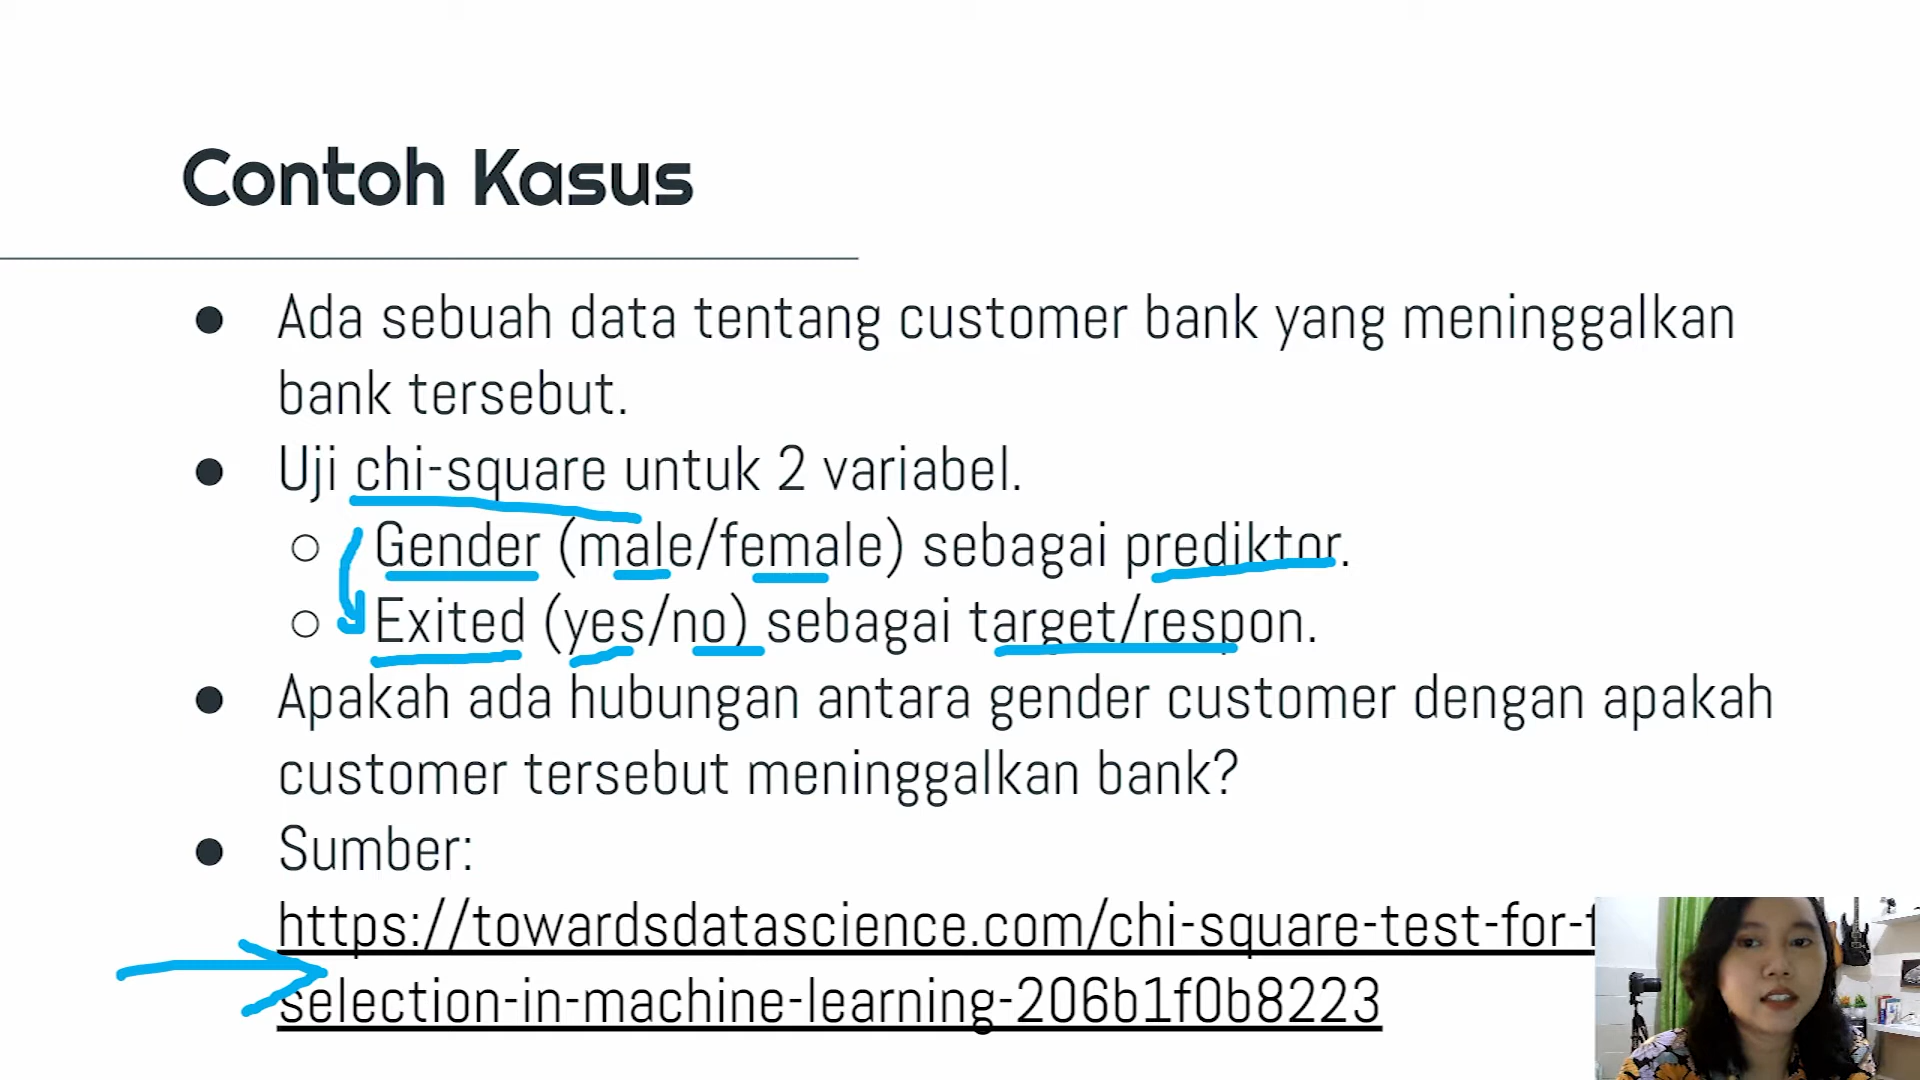 Contoh Kasus
● Ada sebuah data tentang customer bank yang meninggalkan
bank tersebut.
● Uji chi-square untuk 2 variabel.
○ Gender (male/female) sebagai prediktor.
○ Exited (yes/no) sebagai target/respon.
● Apakah ada hubungan antara gender customer dengan apakah
customer tersebut meninggalkan bank?
● Sumber:
https://towardsdatascience.com/chi-square-test-for-
selection-in-machine-learning-206b1f0b8223